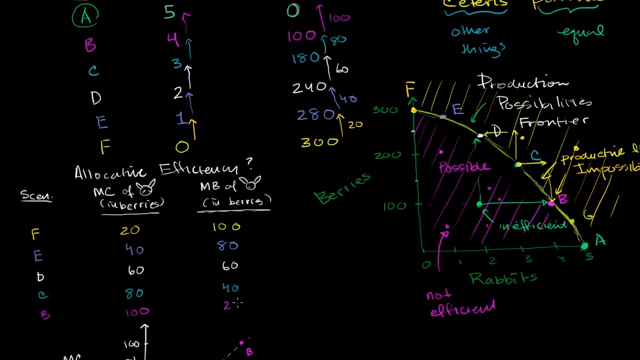 Ceteris
other things
equal
A 5 0
100
B 4 100
80
C 3 180
60
D 2 240
40
E 1 280
20
F 0 300
Allocative Efficiency?
Scen. MC of (in berries) MB of (in berries)
F 20 100
E 40 80
D 60 60
C 80 40
B 100 2
MC
100
B
Production
Possibilities
Frontier
F
E
D
C
B
G
A
300
200
100
Berries
Possible
Impossible
inefficient
0 1 2 3 4 5
Rabbits
not
efficient